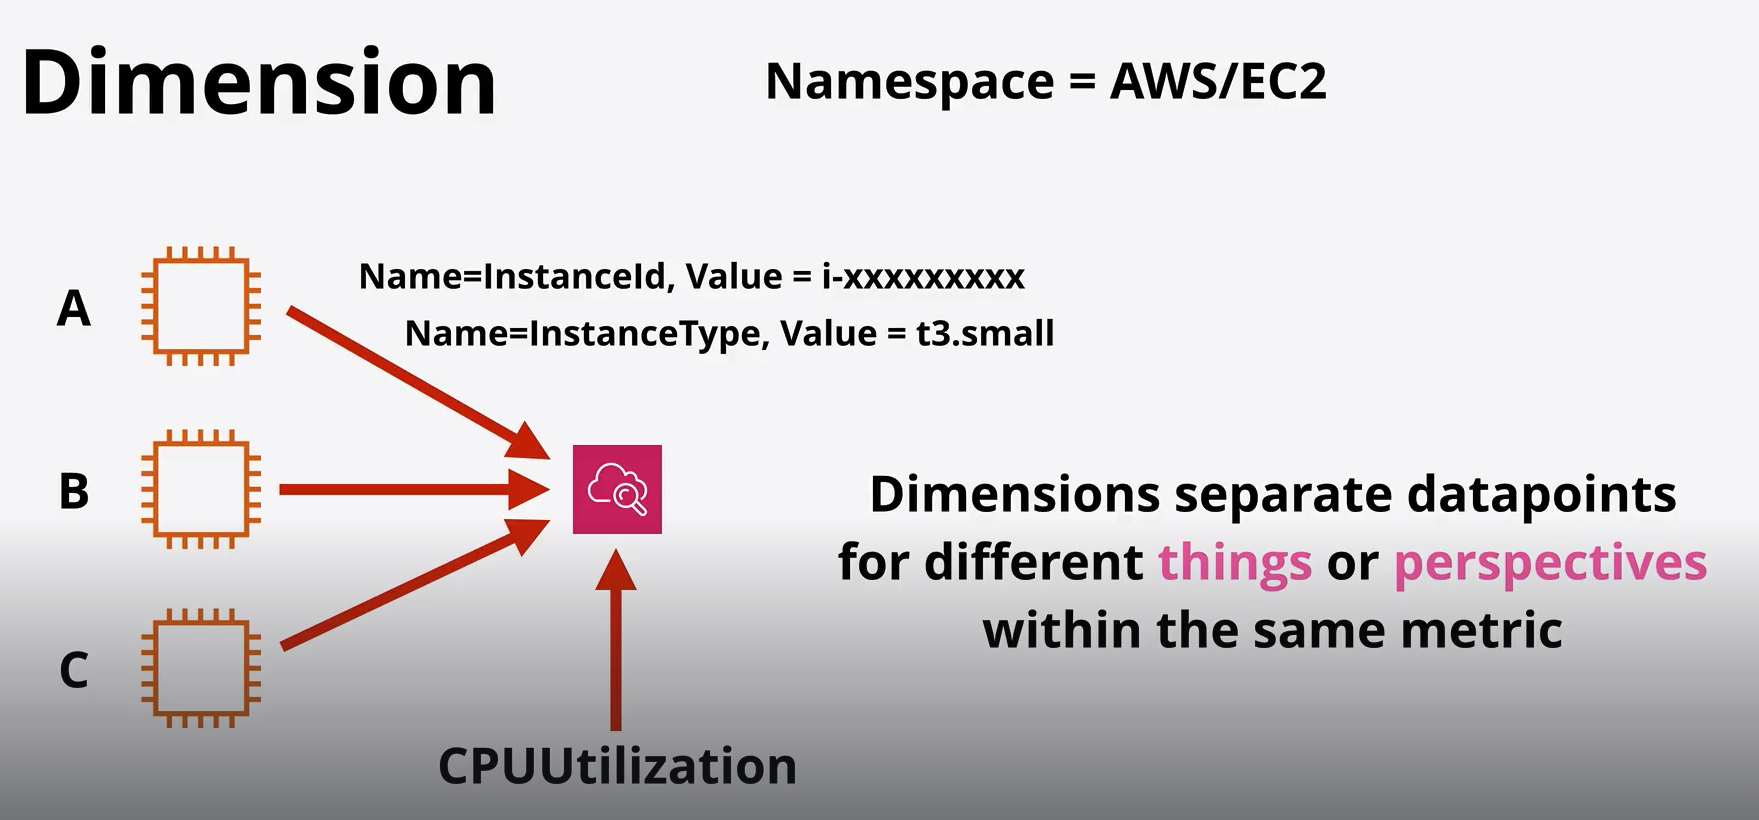 Dimension
Namespace = AWS/EC2
A
Name=InstanceId, Value = i-xxxxxxxxx
Name=InstanceType, Value = t3.small
B
Dimensions separate datapoints
for different things or perspectives
within the same metric
C
CPUUtilization